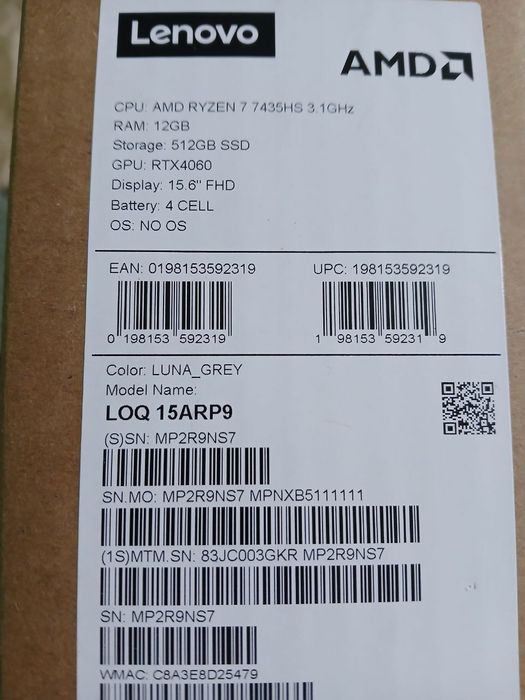 Lenovo
AMD
CPU: AMD RYZEN 7 7435HS 3.1GHz
RAM: 12GB
Storage: 512GB SSD
GPU: RTX4060
Display: 15.6" FHD
Battery: 4 CELL
OS: NO OS
EAN: 0198153592319 UPC: 198153592319
0 198153 592319 1 98153 59231 9
Color: LUNA_GREY
Model Name:
LOQ 15ARP9
(S)SN: MP2R9NS7
SN.MO: MP2R9NS7 MPNXB5111111
(1S)MTM.SN: 83JC003GKR MP2R9NS7
SN: MP2R9NS7
WMAC: C8A3E8D25479